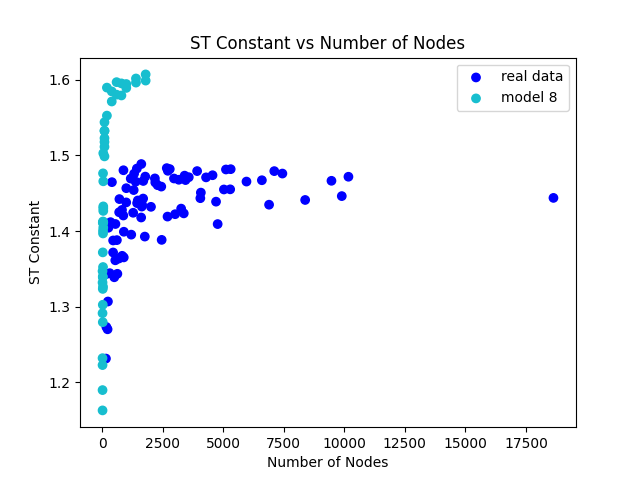 ST Constant vs Number of Nodes
real data
model 8
ST Constant
1.6
1.5
1.4
1.3
1.2
0 2500 5000 7500 10000 12500 15000 17500
Number of Nodes